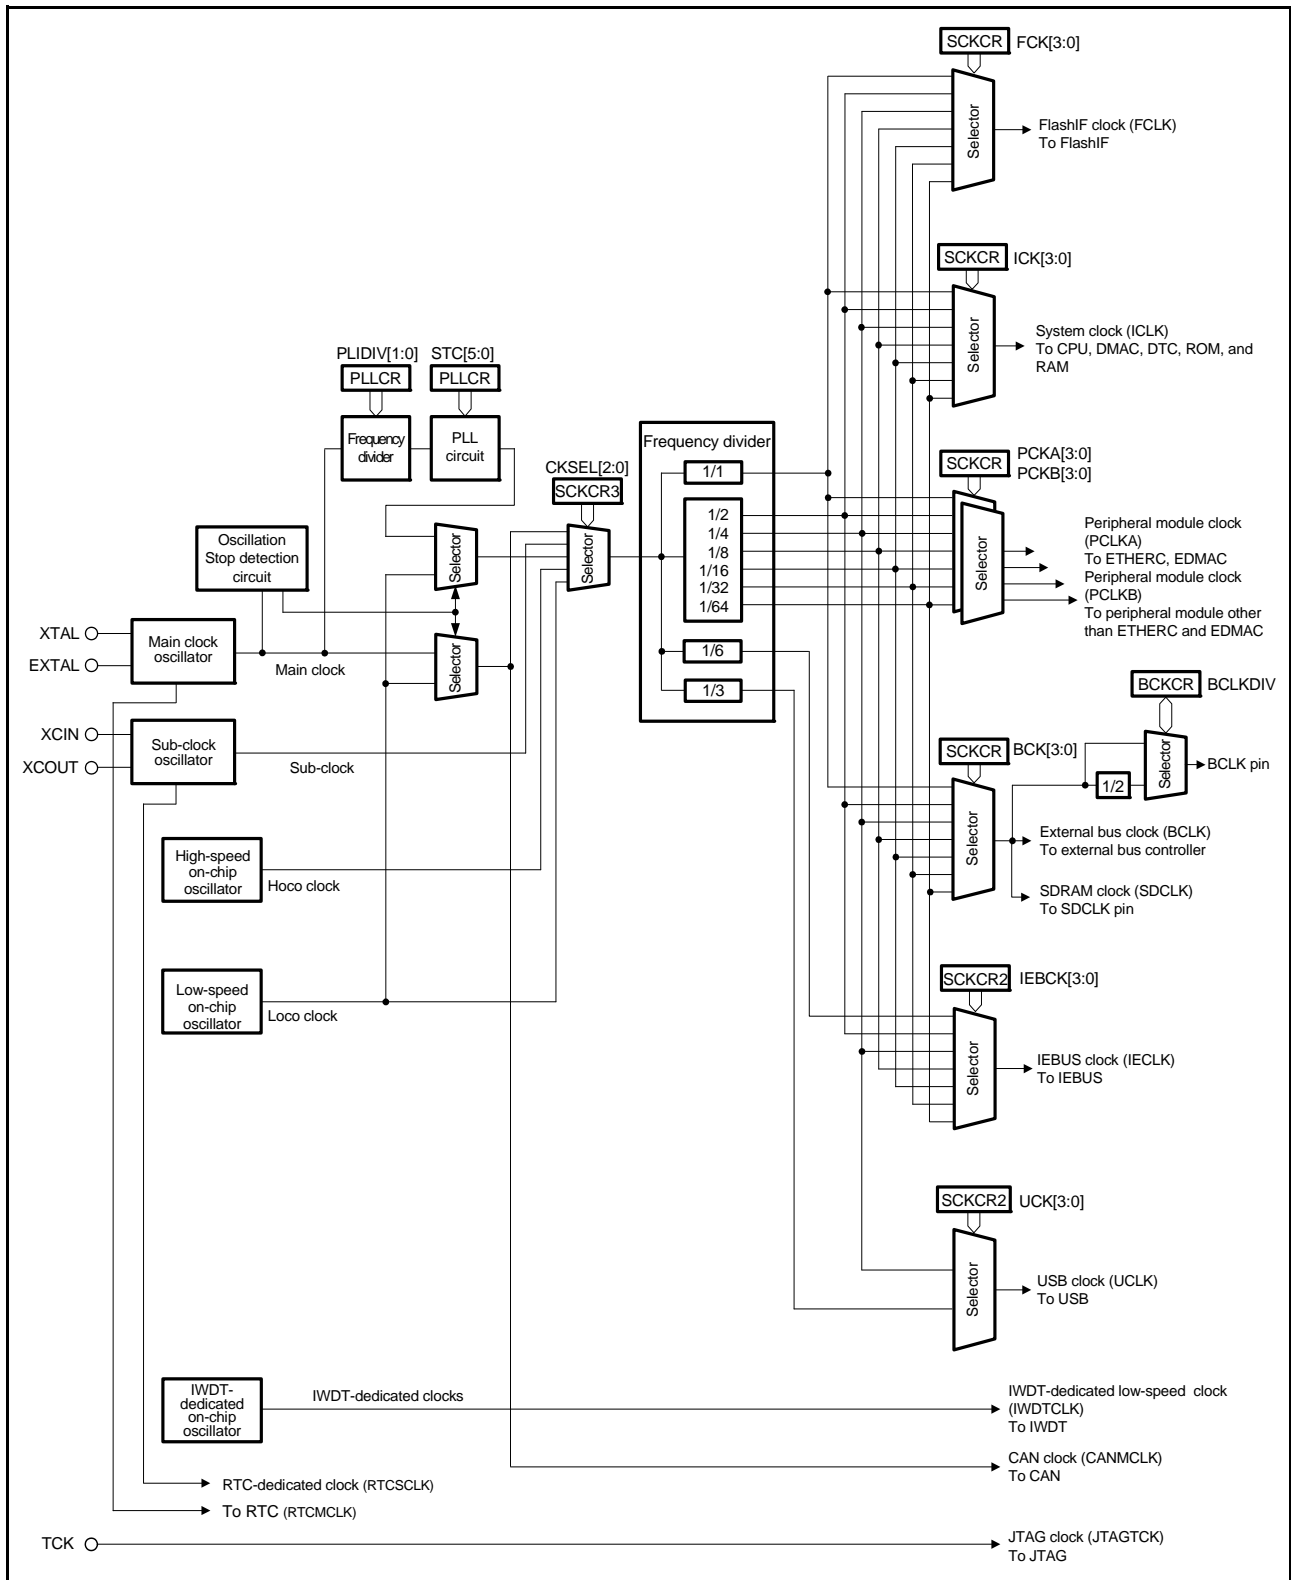 SCKCR FCK[3:0]
Selector
FlashIF clock (FCLK)
To FlashIF
SCKCR ICK[3:0]
Selector
System clock (ICLK)
To CPU, DMAC, DTC, ROM, and
RAM
PLIDIV[1:0] STC[5:0]
PLLCR PLLCR
Frequency
divider
PLL
circuit
CKSEL[2:0]
SCKCR3
Frequency divider
1/1
1/2
1/4
1/8
1/16
1/32
1/64
1/6
1/3
SCKCR PCKA[3:0]
PCKB[3:0]
Selector
Peripheral module clock
(PCLKA)
To ETHERC, EDMAC
Peripheral module clock
(PCLKB)
To peripheral module other
than ETHERC and EDMAC
Oscillation
Stop detection
circuit
Selector
Selector
Selector
XTAL
EXTAL
Main clock
oscillator
Main clock
XCIN
XCOUT
Sub-clock
oscillator
Sub-clock
BCKCR BCLKDIV
SCKCR BCK[3:0]
Selector
1/2
Selector
BCLK pin
External bus clock (BCLK)
To external bus controller
SDRAM clock (SDCLK)
To SDCLK pin
High-speed
on-chip
oscillator
Hoco clock
Low-speed
on-chip
oscillator
Loco clock
SCKCR2 IEBCK[3:0]
Selector
IEBUS clock (IECLK)
To IEBUS
SCKCR2 UCK[3:0]
Selector
USB clock (UCLK)
To USB
IWDT-
dedicated
on-chip
oscillator
IWDT-dedicated clocks
IWDT-dedicated low-speed clock
(IWDTCLK)
To IWDT
CAN clock (CANMCLK)
To CAN
RTC-dedicated clock (RTCSCLK)
To RTC (RTCMCLK)
TCK
JTAG clock (JTAGTCK)
To JTAG